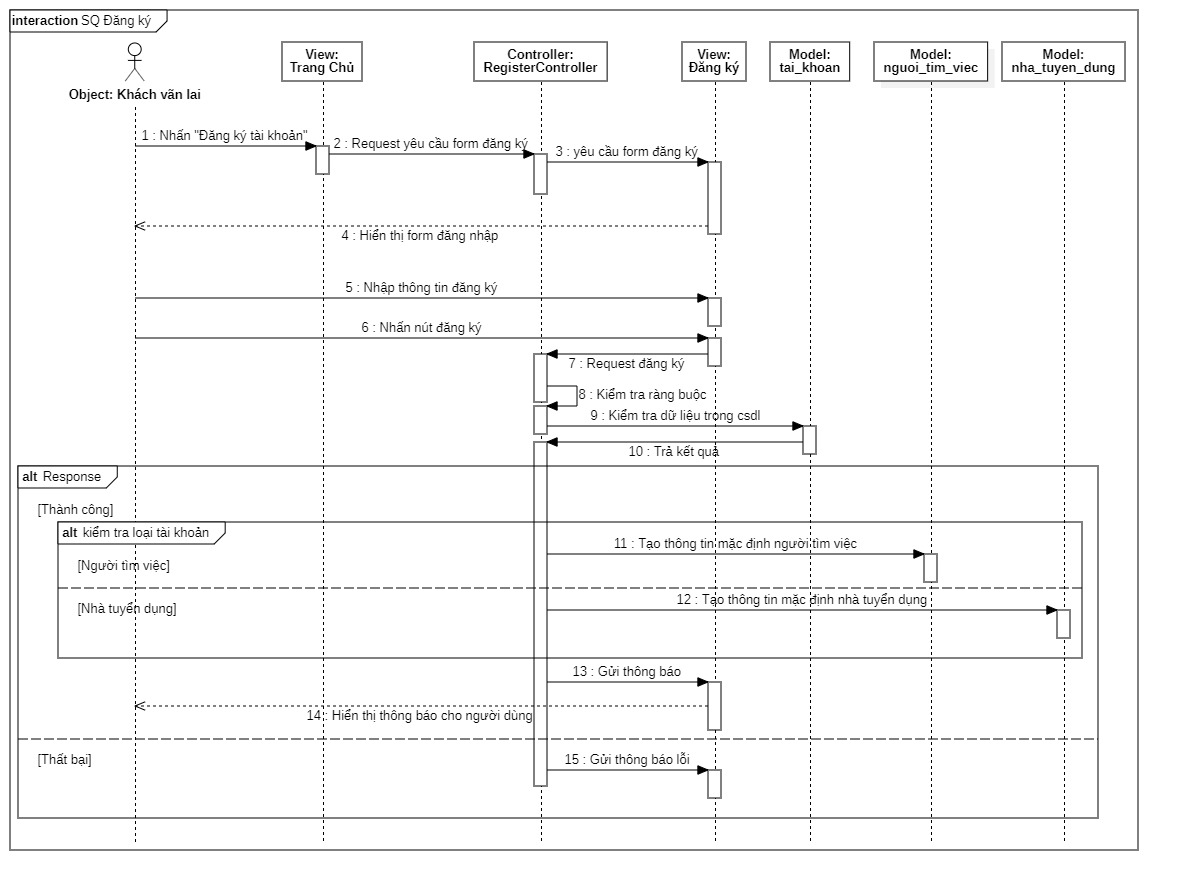 interaction SQ Đăng ký
Object: Khách vãn lai
View:
Trang Chủ
Controller:
RegisterController
View:
Đăng ký
Model:
tai_khoan
Model:
nguoi_tim_viec
Model:
nha_tuyen_dung
1 : Nhấn "Đăng ký tài khoản"
2 : Request yêu cầu form đăng ký
3 : yêu cầu form đăng ký
4 : Hiển thị form đăng nhập
5 : Nhập thông tin đăng ký
6 : Nhấn nút đăng ký
7 : Request đăng ký
8 : Kiểm tra ràng buộc
9 : Kiểm tra dữ liệu trong csdl
10 : Trả kết quả
alt Response
[Thành công]
alt kiểm tra loại tài khoản
11 : Tạo thông tin mặc định người tìm việc
[Người tìm việc]
12 : Tạo thông tin mặc định nhà tuyển dụng
[Nhà tuyển dụng]
13 : Gửi thông báo
14 : Hiển thị thông báo cho người dùng
[Thất bại]
15 : Gửi thông báo lỗi